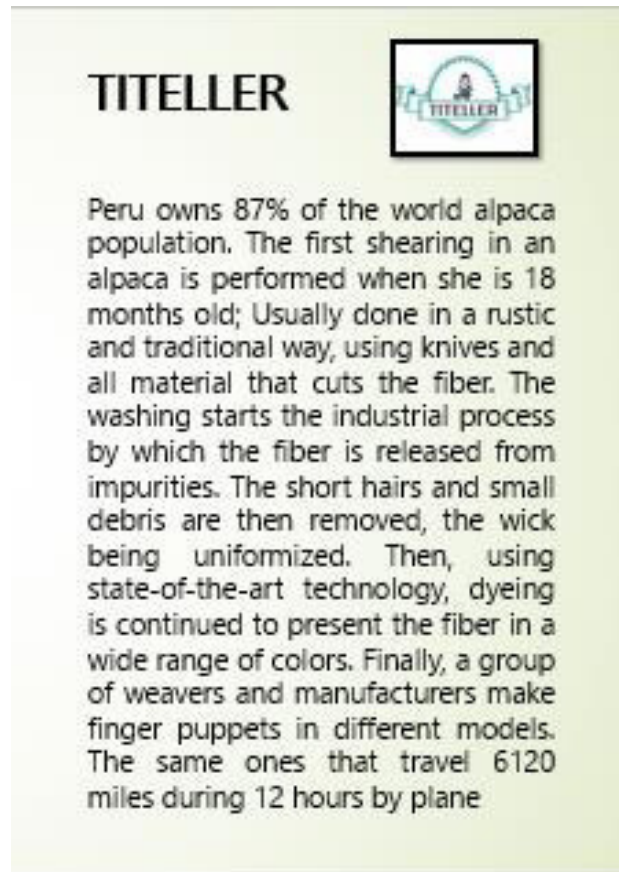 TITELLER
TITELLER
Peru owns 87% of the world alpaca
population. The first shearing in an
alpaca is performed when she is 18
months old; Usually done in a rustic
and traditional way, using knives and
all material that cuts the fiber. The
washing starts the industrial process
by which the fiber is released from
impurities. The short hairs and small
debris are then removed, the wick
being uniformized. Then, using
state-of-the-art technology, dyeing
is continued to present the fiber in a
wide range of colors. Finally, a group
of weavers and manufacturers make
finger puppets in different models.
The same ones that travel 6120
miles during 12 hours by plane